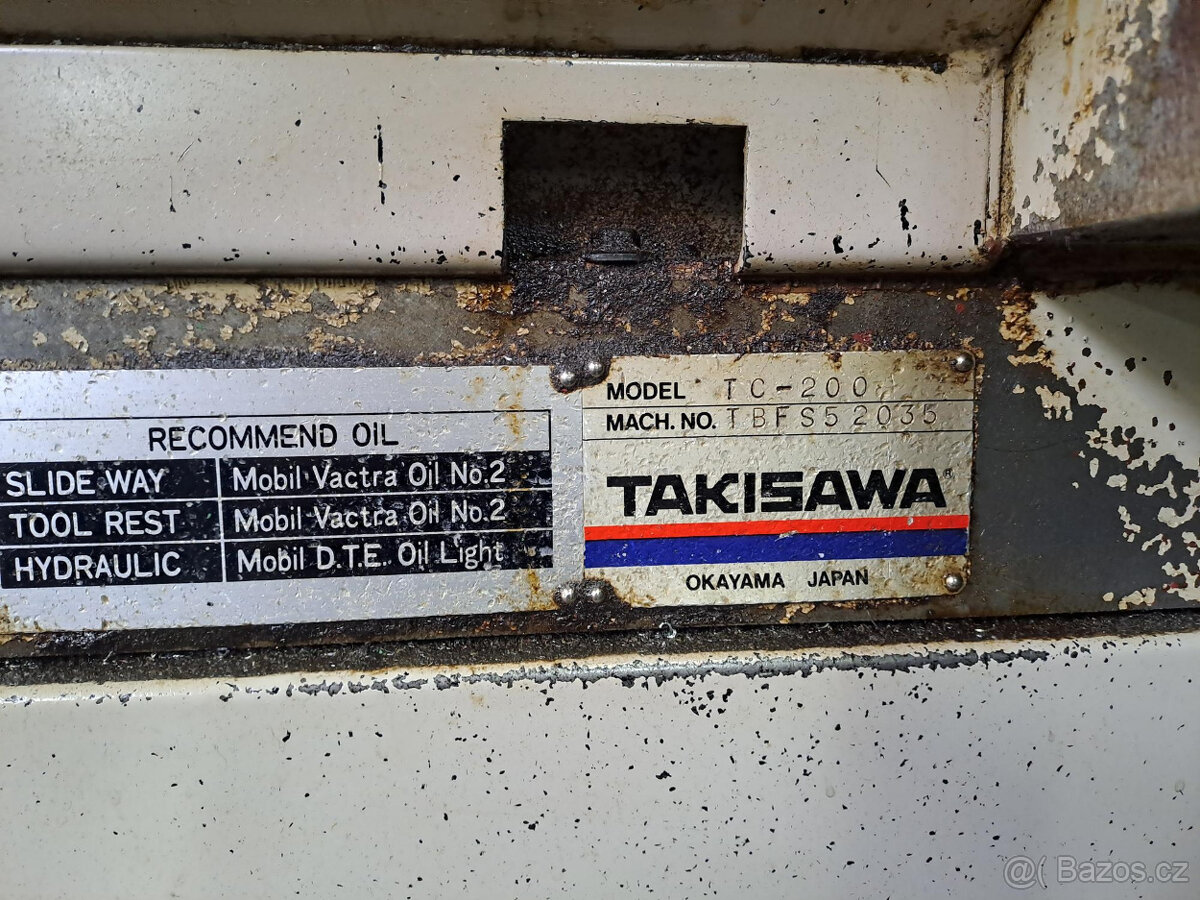 RECOMMEND OIL
SLIDE WAY Mobil Vactra Oil No.2
TOOL REST Mobil Vactra Oil No.2
HYDRAULIC Mobil D.T.E. Oil Light
MODEL TC-200
MACH. NO. TBFS52035
TAKISAWA®
OKAYAMA JAPAN
@( Bazos.cz